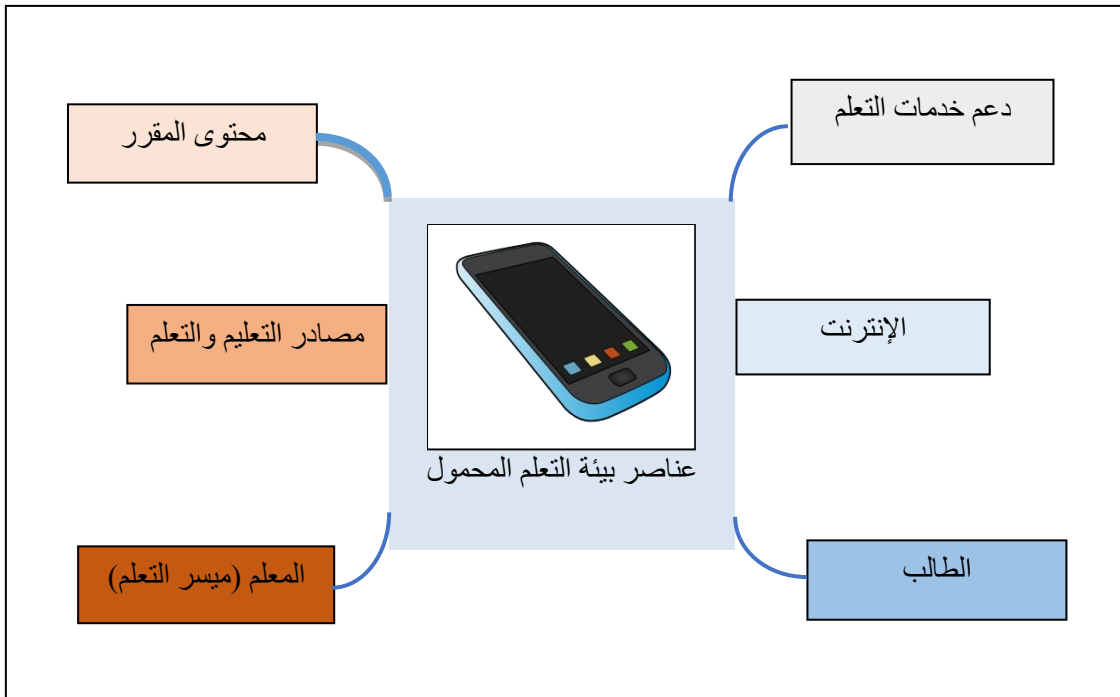 دعم خدمات التعلم
محتوى المقرر
الإنترنت
مصادر التعليم والتعلم
عناصر بيئة التعلم المحمول
الطالب
المعلم (ميسر التعلم)